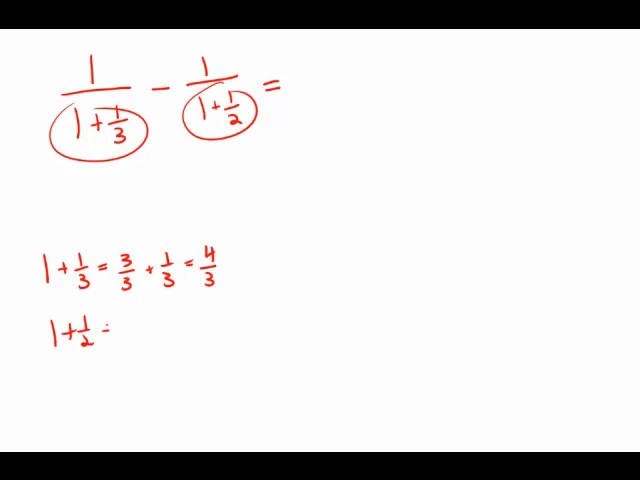 1/(1+1/3) - 1/(1+1/2) =
1+1/3 = 3/3 + 1/3 = 4/3
1+1/2 =